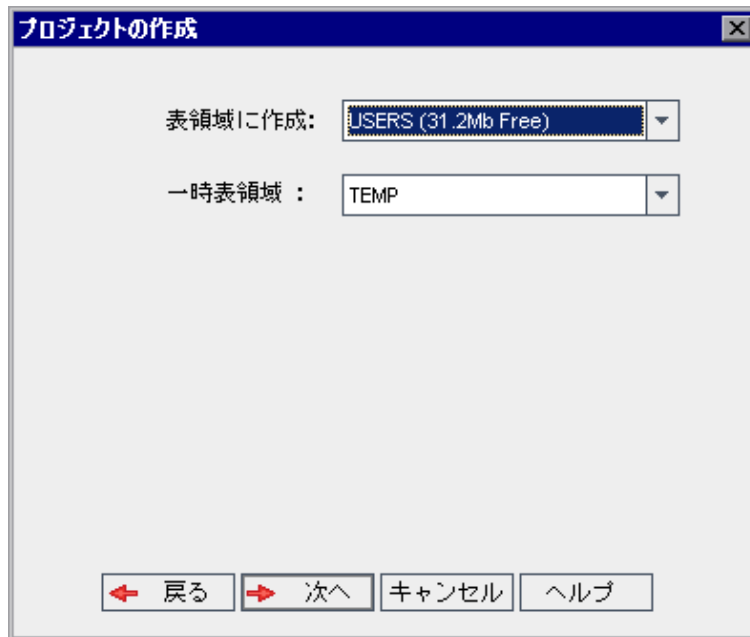 プロジェクトの作成
表領域に作成: USERS (31.2Mb Free)
一時表領域 : TEMP
戻る 次へ キャンセル ヘルプ